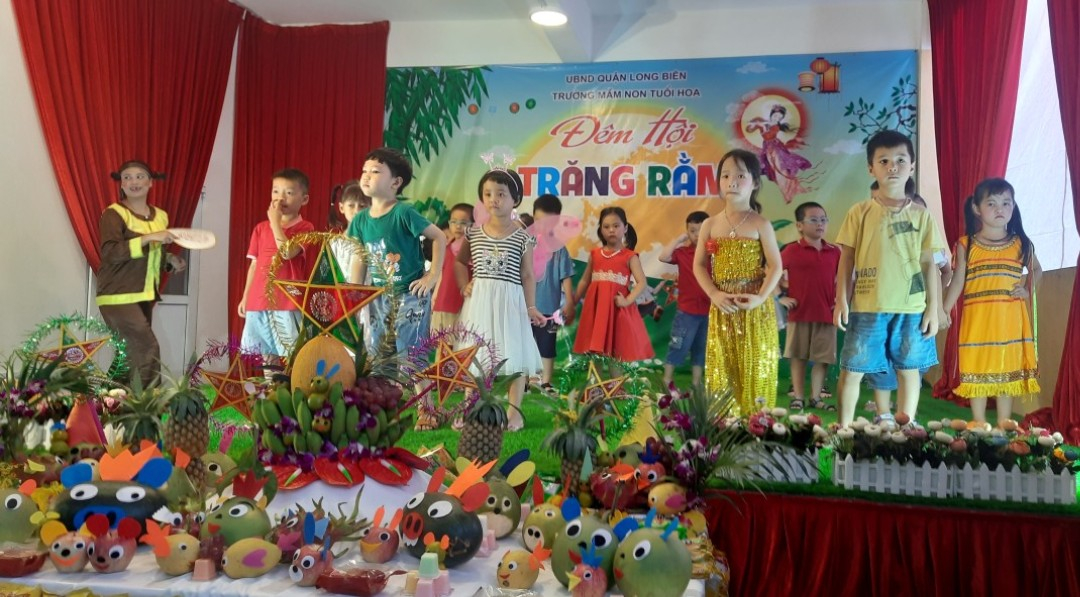 UBND QUẬN LONG BIÊN
TRƯỜNG MẦM NON TUỔI HOA
Đêm Hội
TRĂNG RẰM